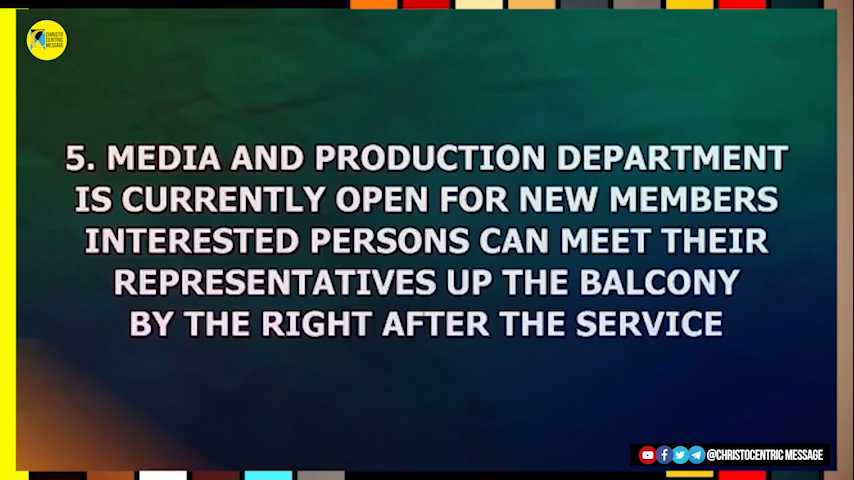 CHRISTO
CENTRIC
MESSAGE
5. MEDIA AND PRODUCTION DEPARTMENT
IS CURRENTLY OPEN FOR NEW MEMBERS
INTERESTED PERSONS CAN MEET THEIR
REPRESENTATIVES UP THE BALCONY
BY THE RIGHT AFTER THE SERVICE
@CHRISTOCENTRIC MESSAGE